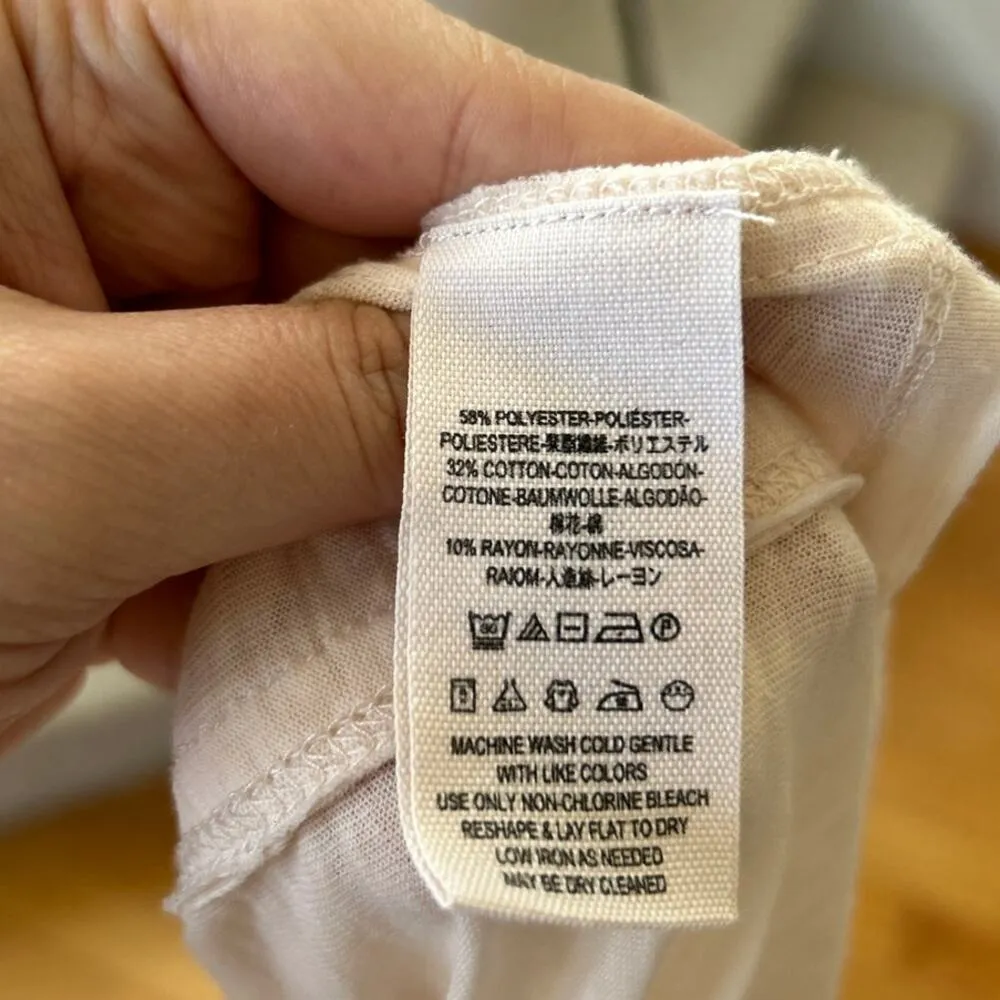 58% POLYESTER-POLIÉSTER-
POLIESTERE-聚脂纖維-ポリエステル
32% COTTON-COTON-ALGODON-
COTONE-BAUMWOLLE-ALGODÃO-
棉花-綿
10% RAYON-RAYONNE-VISCOSA-
RAIOM-人造絲-レーヨン
MACHINE WASH COLD GENTLE
WITH LIKE COLORS
USE ONLY NON-CHLORINE BLEACH
RESHAPE & LAY FLAT TO DRY
LOW IRON AS NEEDED
MAY BE DRY CLEANED